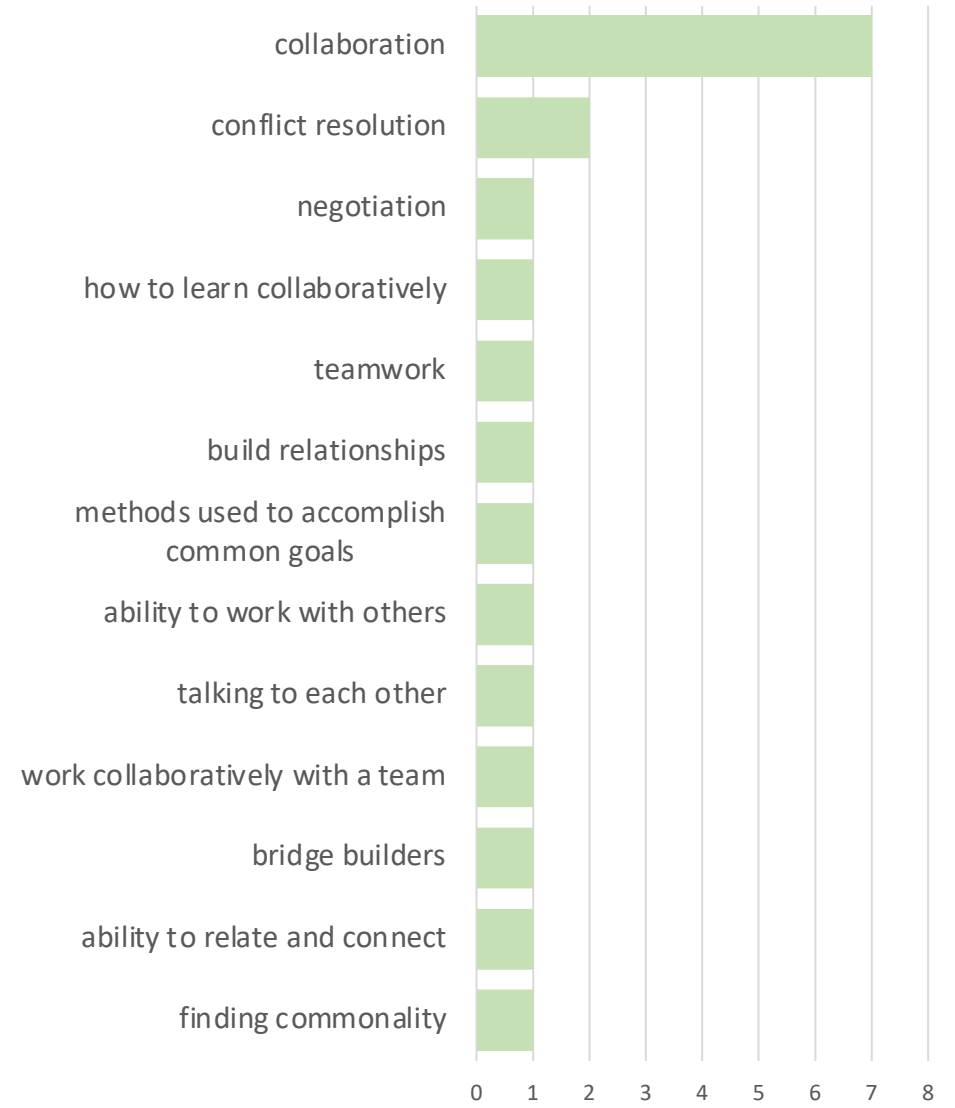 collaboration
conflict resolution
negotiation
how to learn collaboratively
teamwork
build relationships
methods used to accomplish
common goals
ability to work with others
talking to each other
work collaboratively with a team
bridge builders
ability to relate and connect
finding commonality
0 1 2 3 4 5 6 7 8